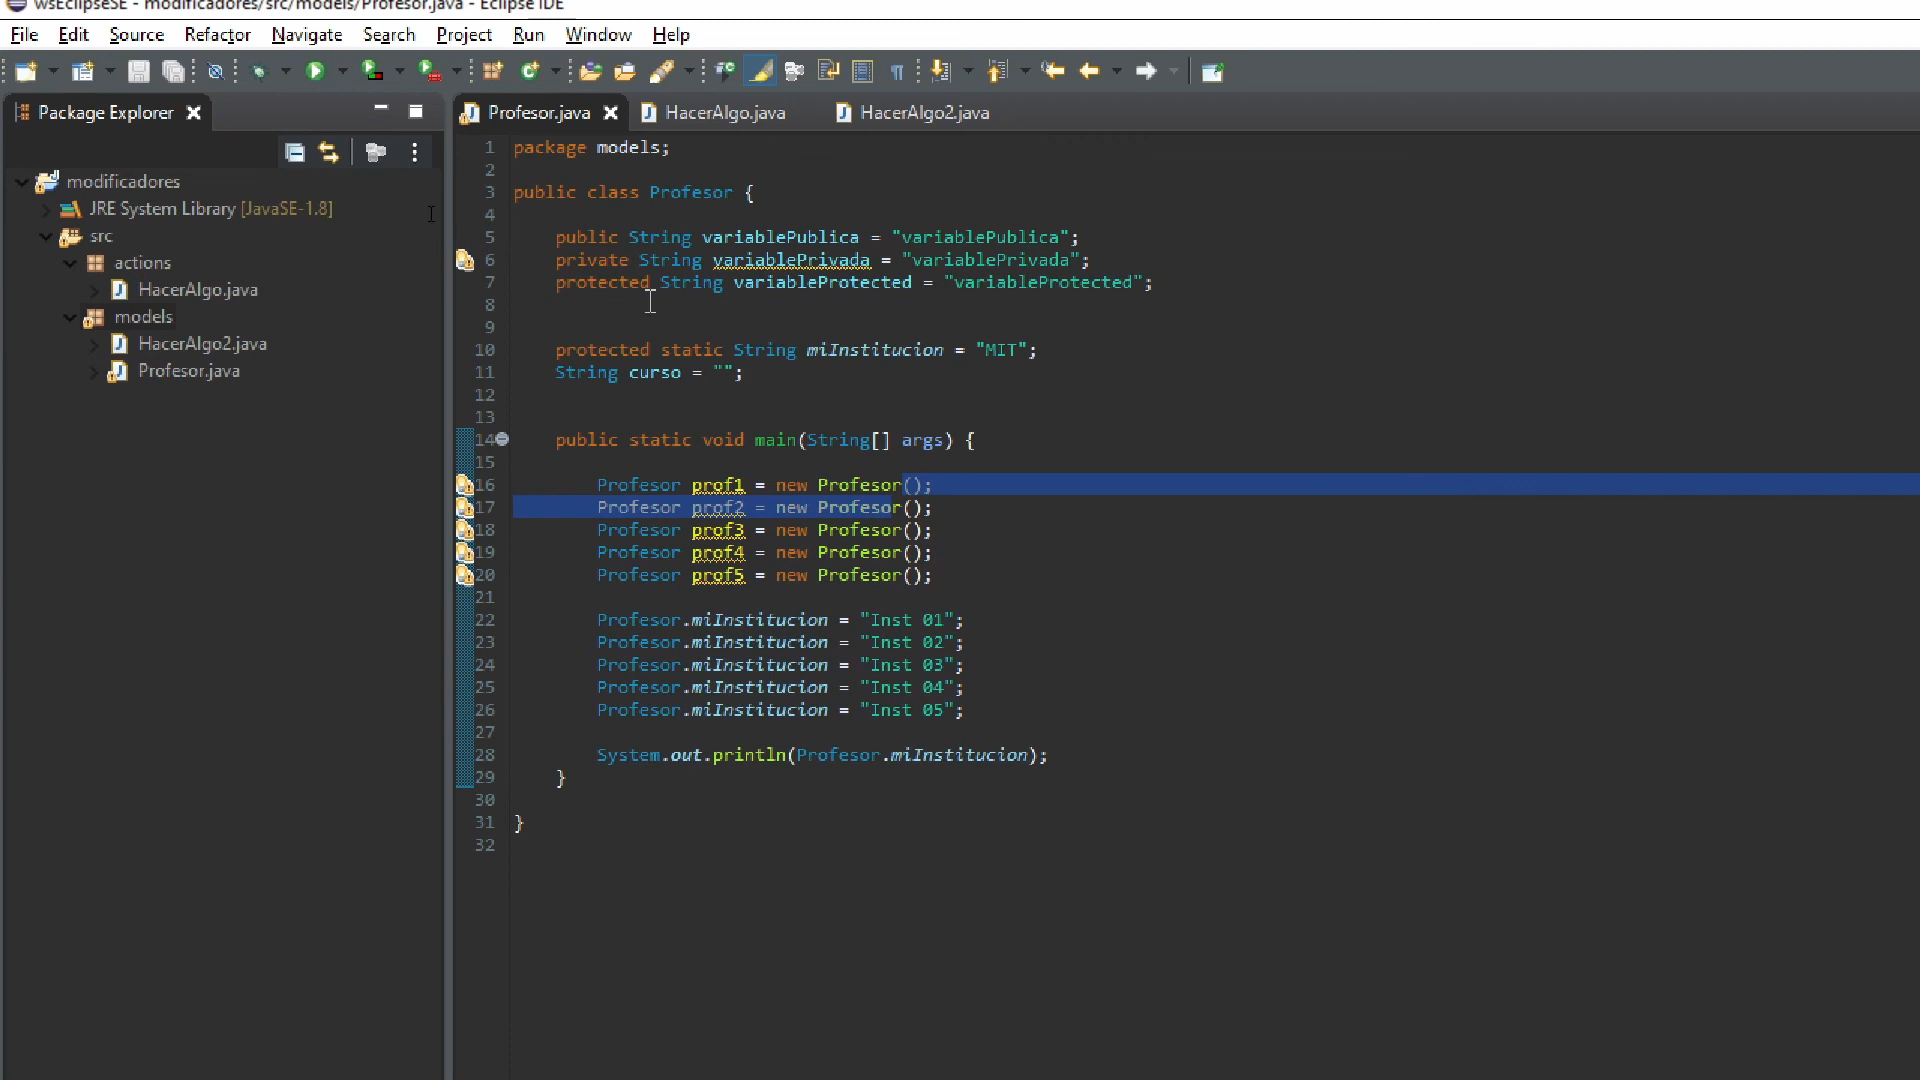 wsEclipseSE - modificadores/src/models/Profesor.java - Eclipse IDE
File Edit Source Refactor Navigate Search Project Run Window Help
Package Explorer
modificadores
JRE System Library [JavaSE-1.8]
src
actions
HacerAlgo.java
models
HacerAlgo2.java
Profesor.java
Profesor.java HacerAlgo.java HacerAlgo2.java
1 package models;
2
3 public class Profesor {
4
5 public String variablePublica = "variablePublica";
6 private String variablePrivada = "variablePrivada";
7 protected String variableProtected = "variableProtected";
8
9
10 protected static String miInstitucion = "MIT";
11 String curso = "";
12
13
14 public static void main(String[] args) {
15
16 Profesor prof1 = new Profesor();
17 Profesor prof2 = new Profesor();
18 Profesor prof3 = new Profesor();
19 Profesor prof4 = new Profesor();
20 Profesor prof5 = new Profesor();
21
22 Profesor.miInstitucion = "Inst 01";
23 Profesor.miInstitucion = "Inst 02";
24 Profesor.miInstitucion = "Inst 03";
25 Profesor.miInstitucion = "Inst 04";
26 Profesor.miInstitucion = "Inst 05";
27
28 System.out.println(Profesor.miInstitucion);
29 }
30
31 }
32